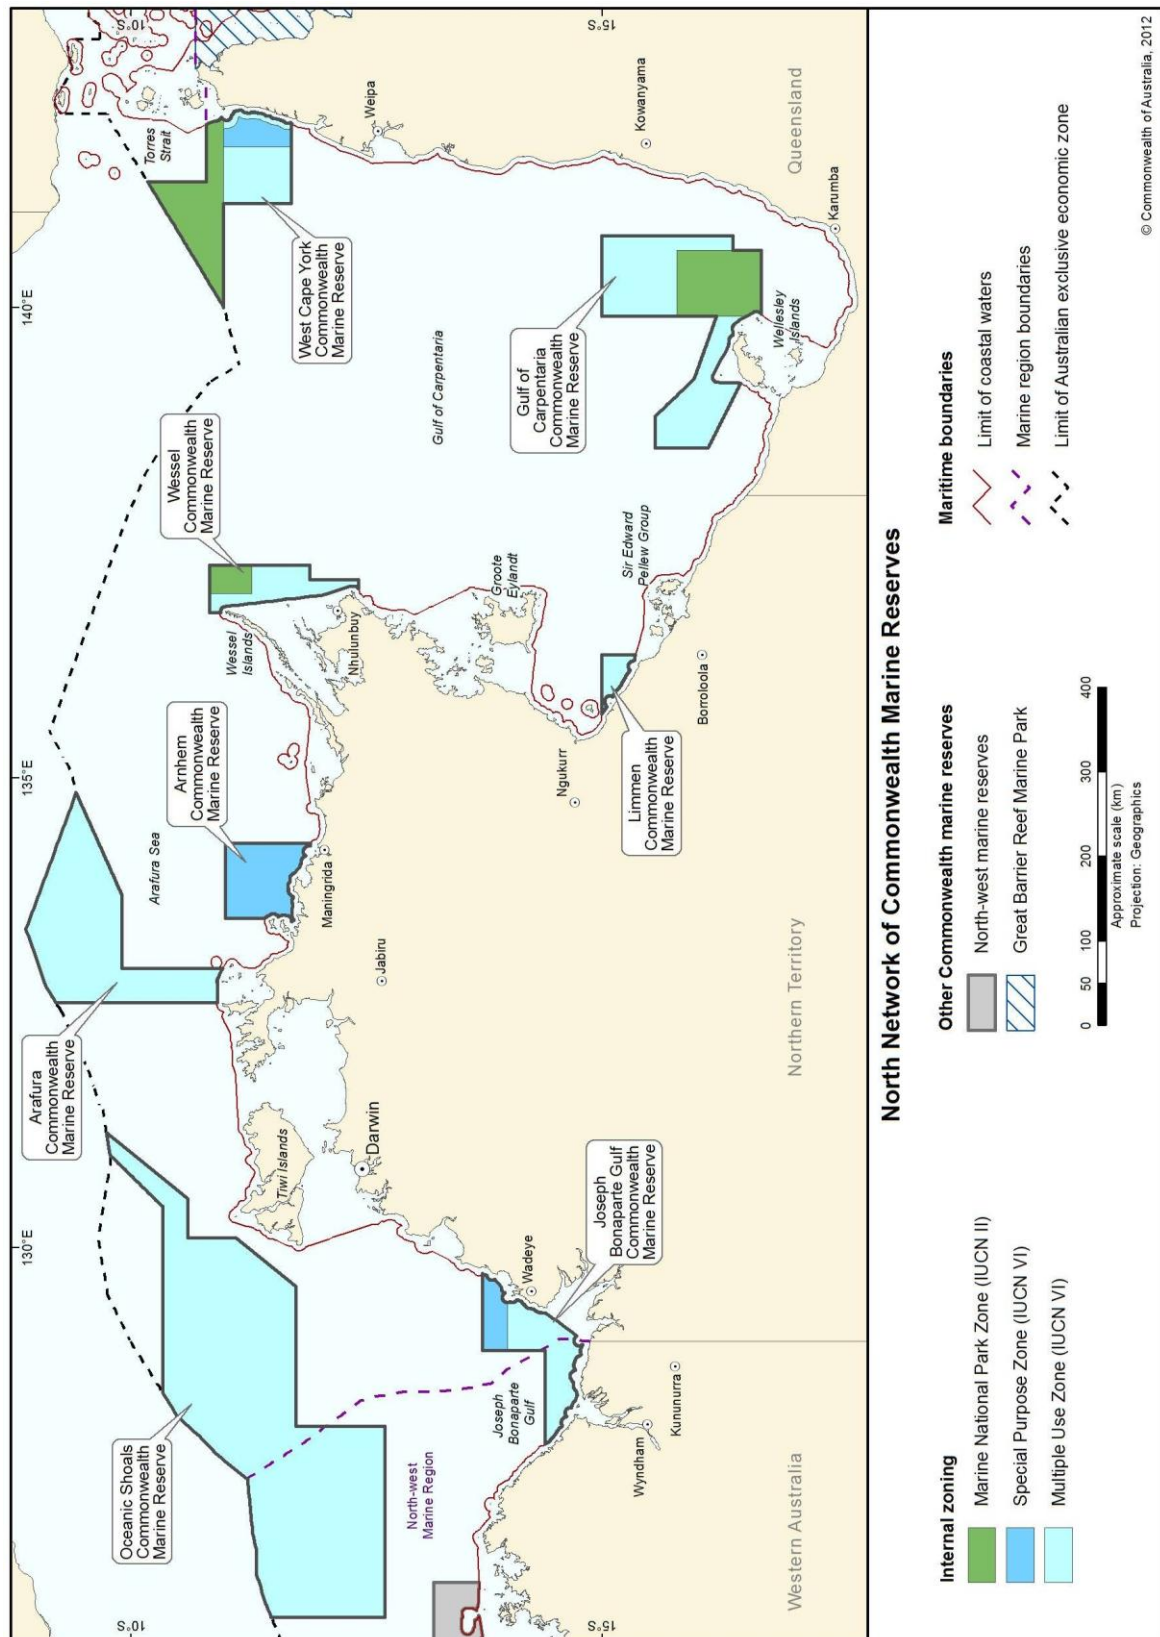 130°E
135°E
140°E
10°S
10°S
15°S
15°S
Oceanic Shoals
Commonwealth
Marine Reserve
Arafura
Commonwealth
Marine Reserve
Arnhem
Commonwealth
Marine Reserve
Wessel
Commonwealth
Marine Reserve
West Cape York
Commonwealth
Marine Reserve
Torres
Strait
Arafura Sea
Wessel
Islands
Tiwi Islands
Darwin
Jabiru
Maningrida
Nhulunbuy
Weipa
Gulf of Carpentaria
North-west
Marine Region
Joseph
Bonaparte
Gulf
Wadeye
Joseph
Bonaparte Gulf
Commonwealth
Marine Reserve
Groote
Eylandt
Gulf of
Carpentaria
Commonwealth
Marine Reserve
Ngukurr
Limmen
Commonwealth
Marine Reserve
Sir Edward
Pellew Group
Borroloola
Wellesley
Islands
Kowanyama
Karumba
Wyndham
Kununurra
Western Australia
Northern Territory
Queensland
North Network of Commonwealth Marine Reserves
Internal zoning
Marine National Park Zone (IUCN II)
Special Purpose Zone (IUCN VI)
Multiple Use Zone (IUCN VI)
Other Commonwealth marine reserves
North-west marine reserves
Great Barrier Reef Marine Park
0 50 100 200 300 400
Approximate scale (km)
Projection: Geographics
Maritime boundaries
Limit of coastal waters
Marine region boundaries
Limit of Australian exclusive economic zone
© Commonwealth of Australia, 2012